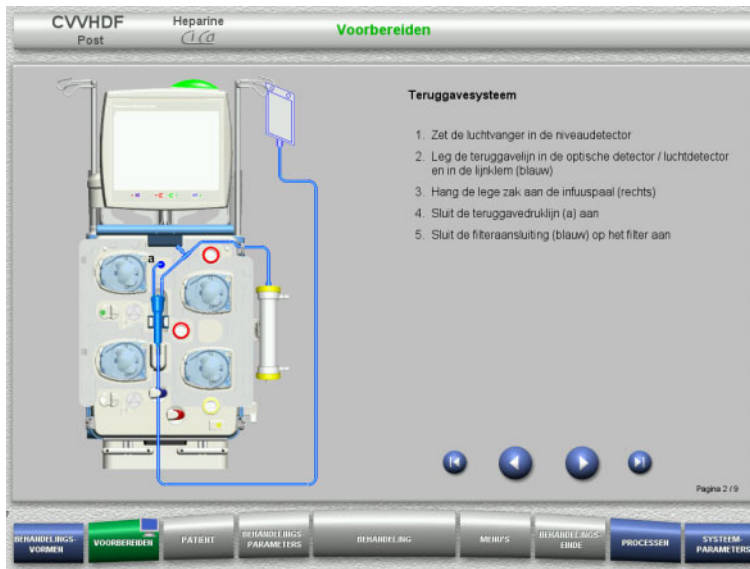 CVVHDF
Post
Heparine
Ci Ca
Voorbereiden
Teruggavesysteem
1. Zet de luchtvanger in de niveaudetector
2. Leg de teruggavelijn in de optische detector / luchtdetector
en in de lijnklem (blauw)
3. Hang de lege zak aan de infuuspaal (rechts)
4. Sluit de teruggavedruklijn (a) aan
5. Sluit de filteraansluiting (blauw) op het filter aan
a
Pagina 2 / 9
BEHANDELINGS-
VORMEN
VOORBEREIDEN
PATIËNT
BEHANDELINGS-
PARAMETERS
BEHANDELING
MENU'S
BEHANDELINGS-
EINDE
PROCESSEN
SYSTEEM-
PARAMETERS